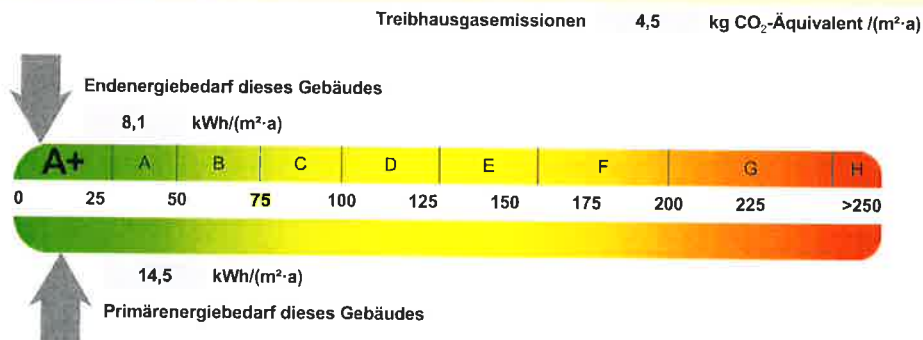 Treibhausgasemissionen 4,5 kg CO₂-Äquivalent /(m²·a)
Endenergiebedarf dieses Gebäudes
8,1 kWh/(m²·a)
A+ A B C D E F G H
0 25 50 75 100 125 150 175 200 225 >250
14,5 kWh/(m²·a)
Primärenergiebedarf dieses Gebäudes